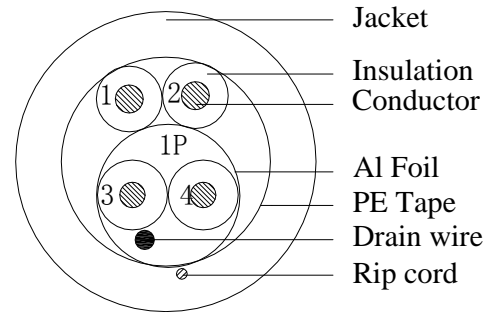 Jacket
Insulation
Conductor
Al Foil
PE Tape
Drain wire
Rip cord
1 2
1P
3 4